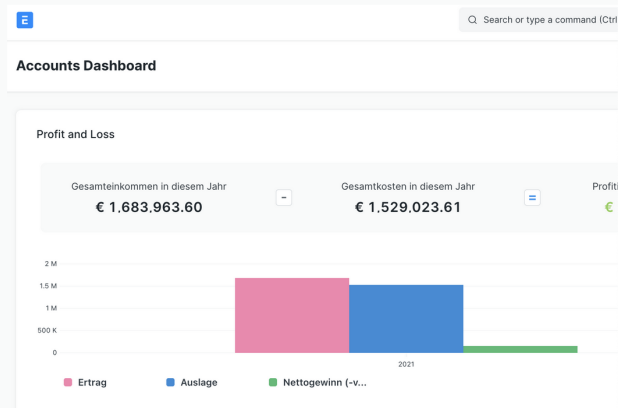 E
Search or type a command (Ctrl
Accounts Dashboard
Profit and Loss
Gesamteinkommen in diesem Jahr
Gesamtkosten in diesem Jahr
€ 1,683,963.60
-
€ 1,529,023.61
=
€
2 M
1.5 M
1 M
500 K
0
2021
Ertrag
Auslage
Nettogewinn (-v...